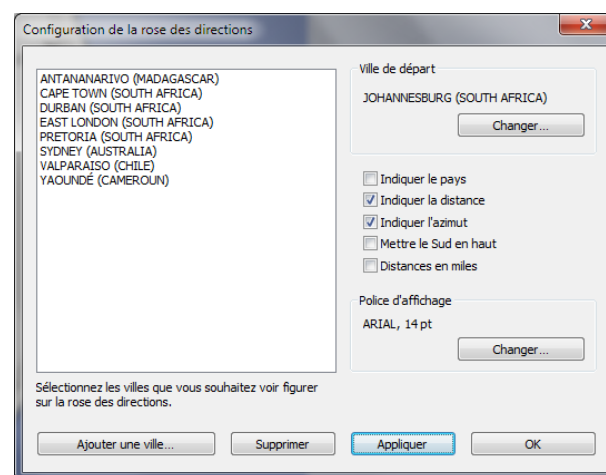 Configuration de la rose des directions
ANTANANARIVO (MADAGASCAR)
CAPE TOWN (SOUTH AFRICA)
DURBAN (SOUTH AFRICA)
EAST LONDON (SOUTH AFRICA)
PRETORIA (SOUTH AFRICA)
SYDNEY (AUSTRALIA)
VALPARAISO (CHILE)
YAOUNDÉ (CAMEROUN)
Sélectionnez les villes que vous souhaitez voir figurer
sur la rose des directions.
Ville de départ
JOHANNESBURG (SOUTH AFRICA)
Changer...
Indiquer le pays
Indiquer la distance
Indiquer l'azimut
Mettre le Sud en haut
Distances en miles
Police d'affichage
ARIAL, 14 pt
Changer...
Ajouter une ville...
Supprimer
Appliquer
OK